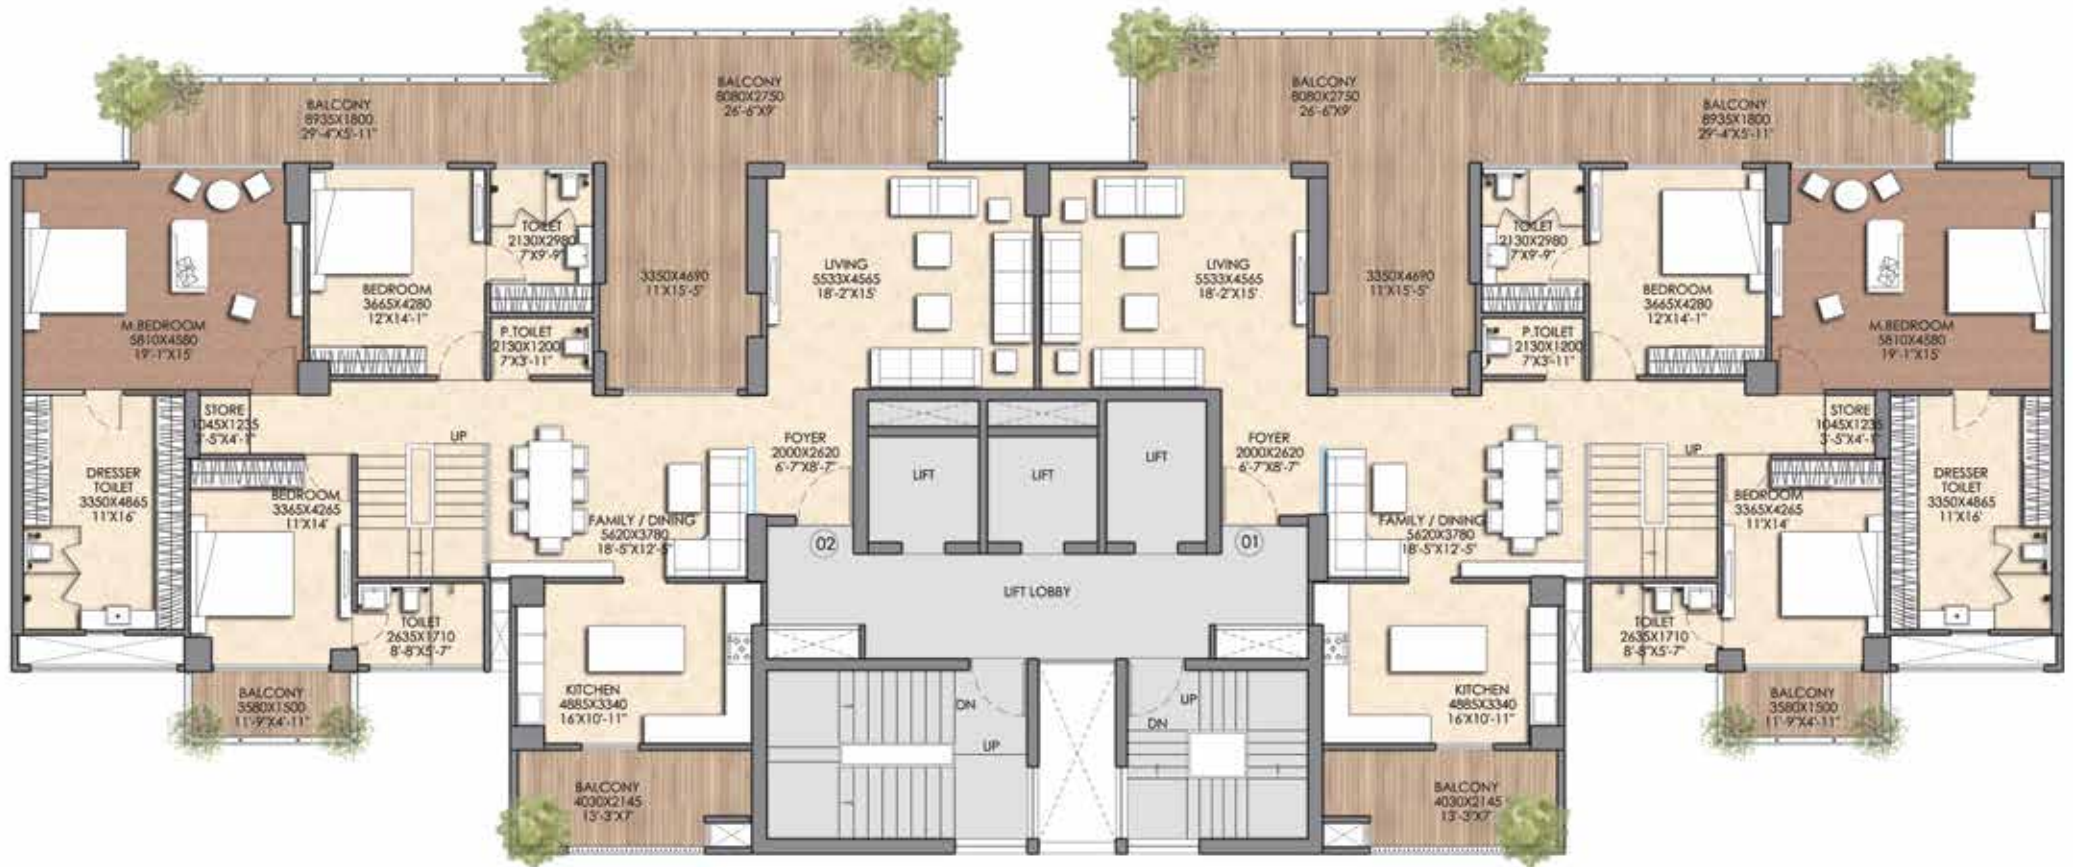 BALCONY
8935X1800
29'-4"X5'-11"
BALCONY
8080X2750
26'-6"X9'
BALCONY
8080X2750
26'-6"X9'
BALCONY
8935X1800
29'-4"X5'-11"
M.BEDROOM
5810X4580
19'-1"X15'
BEDROOM
3665X4280
12'X14'-1"
TOILET
2130X2980
7'X9'-9"
P.TOILET
2130X1200
7'X3'-11"
3350X4690
11'X15'-5"
LIVING
5533X4565
18'-2"X15'
LIVING
5533X4565
18'-2"X15'
3350X4690
11'X15'-5"
TOILET
2130X2980
7'X9'-9"
P.TOILET
2130X1200
7'X3'-11"
BEDROOM
3665X4280
12'X14'-1"
M.BEDROOM
5810X4580
19'-1"X15'
STORE
1045X1235
3'-5"X4'-1"
UP
FOYER
2000X2620
6'-7"X8'-7"
LIFT
LIFT
LIFT
FOYER
2000X2620
6'-7"X8'-7"
UP
STORE
1045X1235
3'-5"X4'-1"
DRESSER
TOILET
3350X4865
11'X16'
BEDROOM
3365X4265
11'X14'
FAMILY / DINING
5620X3780
18'-5"X12'-5"
02
01
FAMILY / DINING
5620X3780
18'-5"X12'-5"
BEDROOM
3365X4265
11'X14'
DRESSER
TOILET
3350X4865
11'X16'
LIFT LOBBY
TOILET
2635X1710
8'-8"X5'-7"
TOILET
2635X1710
8'-8"X5'-7"
BALCONY
3580X1500
11'-9"X4'-11"
KITCHEN
4885X3340
16'X10'-11"
DN
UP
UP
DN
KITCHEN
4885X3340
16'X10'-11"
BALCONY
3580X1500
11'-9"X4'-11"
BALCONY
4030X2145
13'-3"X7'
BALCONY
4030X2145
13'-3"X7'